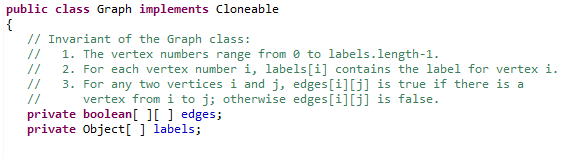 public class Graph implements Cloneable
{
// Invariant of the Graph class:
// 1. The vertex numbers range from 0 to labels.length-1.
// 2. For each vertex number i, labels[i] contains the label for vertex i.
// 3. For any two vertices i and j, edges[i][j] is true if there is a
// vertex from i to j; otherwise edges[i][j] is false.
private boolean[ ][ ] edges;
private Object[ ] labels;